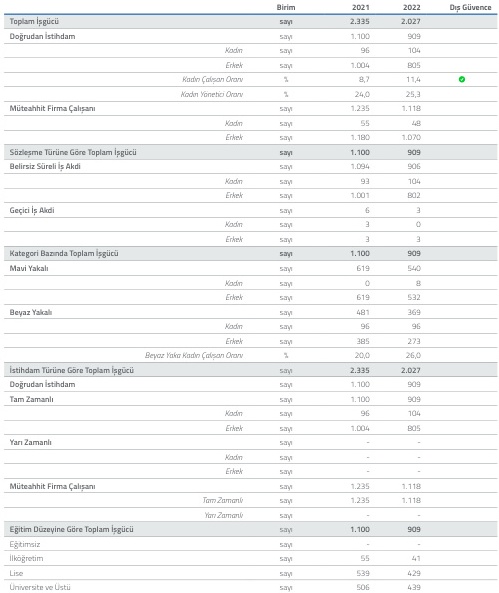 Birim 2021 2022 Dış Güvence
Toplam İşgücü sayı 2.335 2.027
Doğrudan İstihdam sayı 1.100 909
Kadın sayı 96 104
Erkek sayı 1.004 805
Kadın Çalışan Oranı % 8,7 11,4
Kadın Yönetici Oranı % 24,0 25,3
Müteahhit Firma Çalışanı sayı 1.235 1.118
Kadın sayı 55 48
Erkek sayı 1.180 1.070
Sözleşme Türüne Göre Toplam İşgücü sayı 1.100 909
Belirsiz Süreli İş Akdi sayı 1.094 906
Kadın sayı 93 104
Erkek sayı 1.001 802
Geçici İş Akdi sayı 6 3
Kadın sayı 3 0
Erkek sayı 3 3
Kategori Bazında Toplam İşgücü sayı 1.100 909
Mavi Yakalı sayı 619 540
Kadın sayı 0 8
Erkek sayı 619 532
Beyaz Yakalı sayı 481 369
Kadın sayı 96 96
Erkek sayı 385 273
Beyaz Yaka Kadın Çalışan Oranı % 20,0 26,0
İstihdam Türüne Göre Toplam İşgücü sayı 2.335 2.027
Doğrudan İstihdam sayı 1.100 909
Tam Zamanlı sayı 1.100 909
Kadın sayı 96 104
Erkek sayı 1.004 805
Yarı Zamanlı sayı - -
Kadın sayı - -
Erkek sayı - -
Müteahhit Firma Çalışanı sayı 1.235 1.118
Tam Zamanlı sayı 1.235 1.118
Yarı Zamanlı sayı - -
Eğitim Düzeyine Göre Toplam İşgücü sayı 1.100 909
Eğitimsiz sayı - -
İlköğretim sayı 55 41
Lise sayı 539 429
Üniversite ve Üstü sayı 506 439